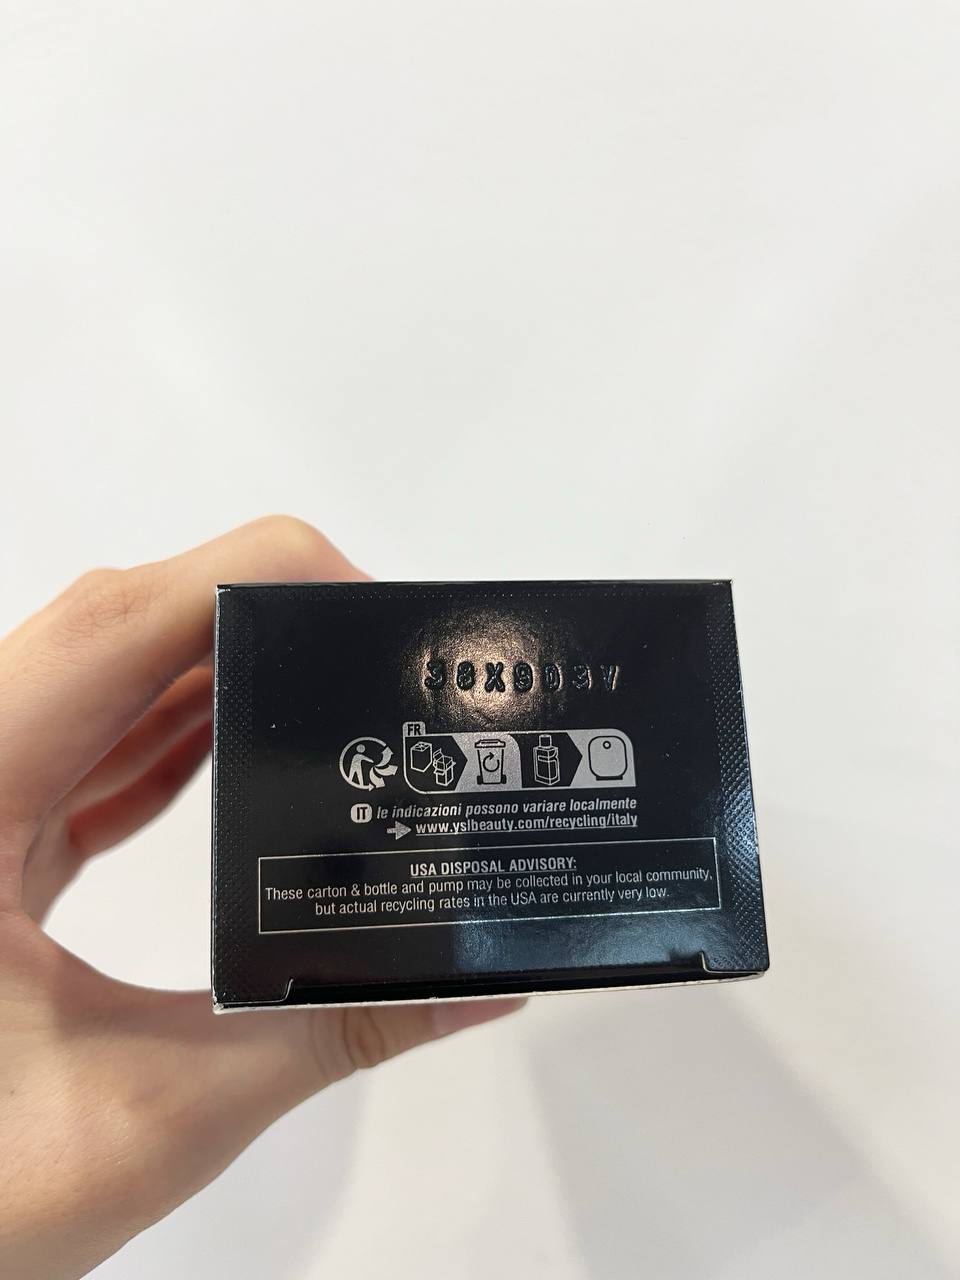 38X903V
FR
IT le indicazioni possono variare localmente
www.yslbeauty.com/recycling/italy
USA DISPOSAL ADVISORY:
These carton & bottle and pump may be collected in your local community,
but actual recycling rates in the USA are currently very low.